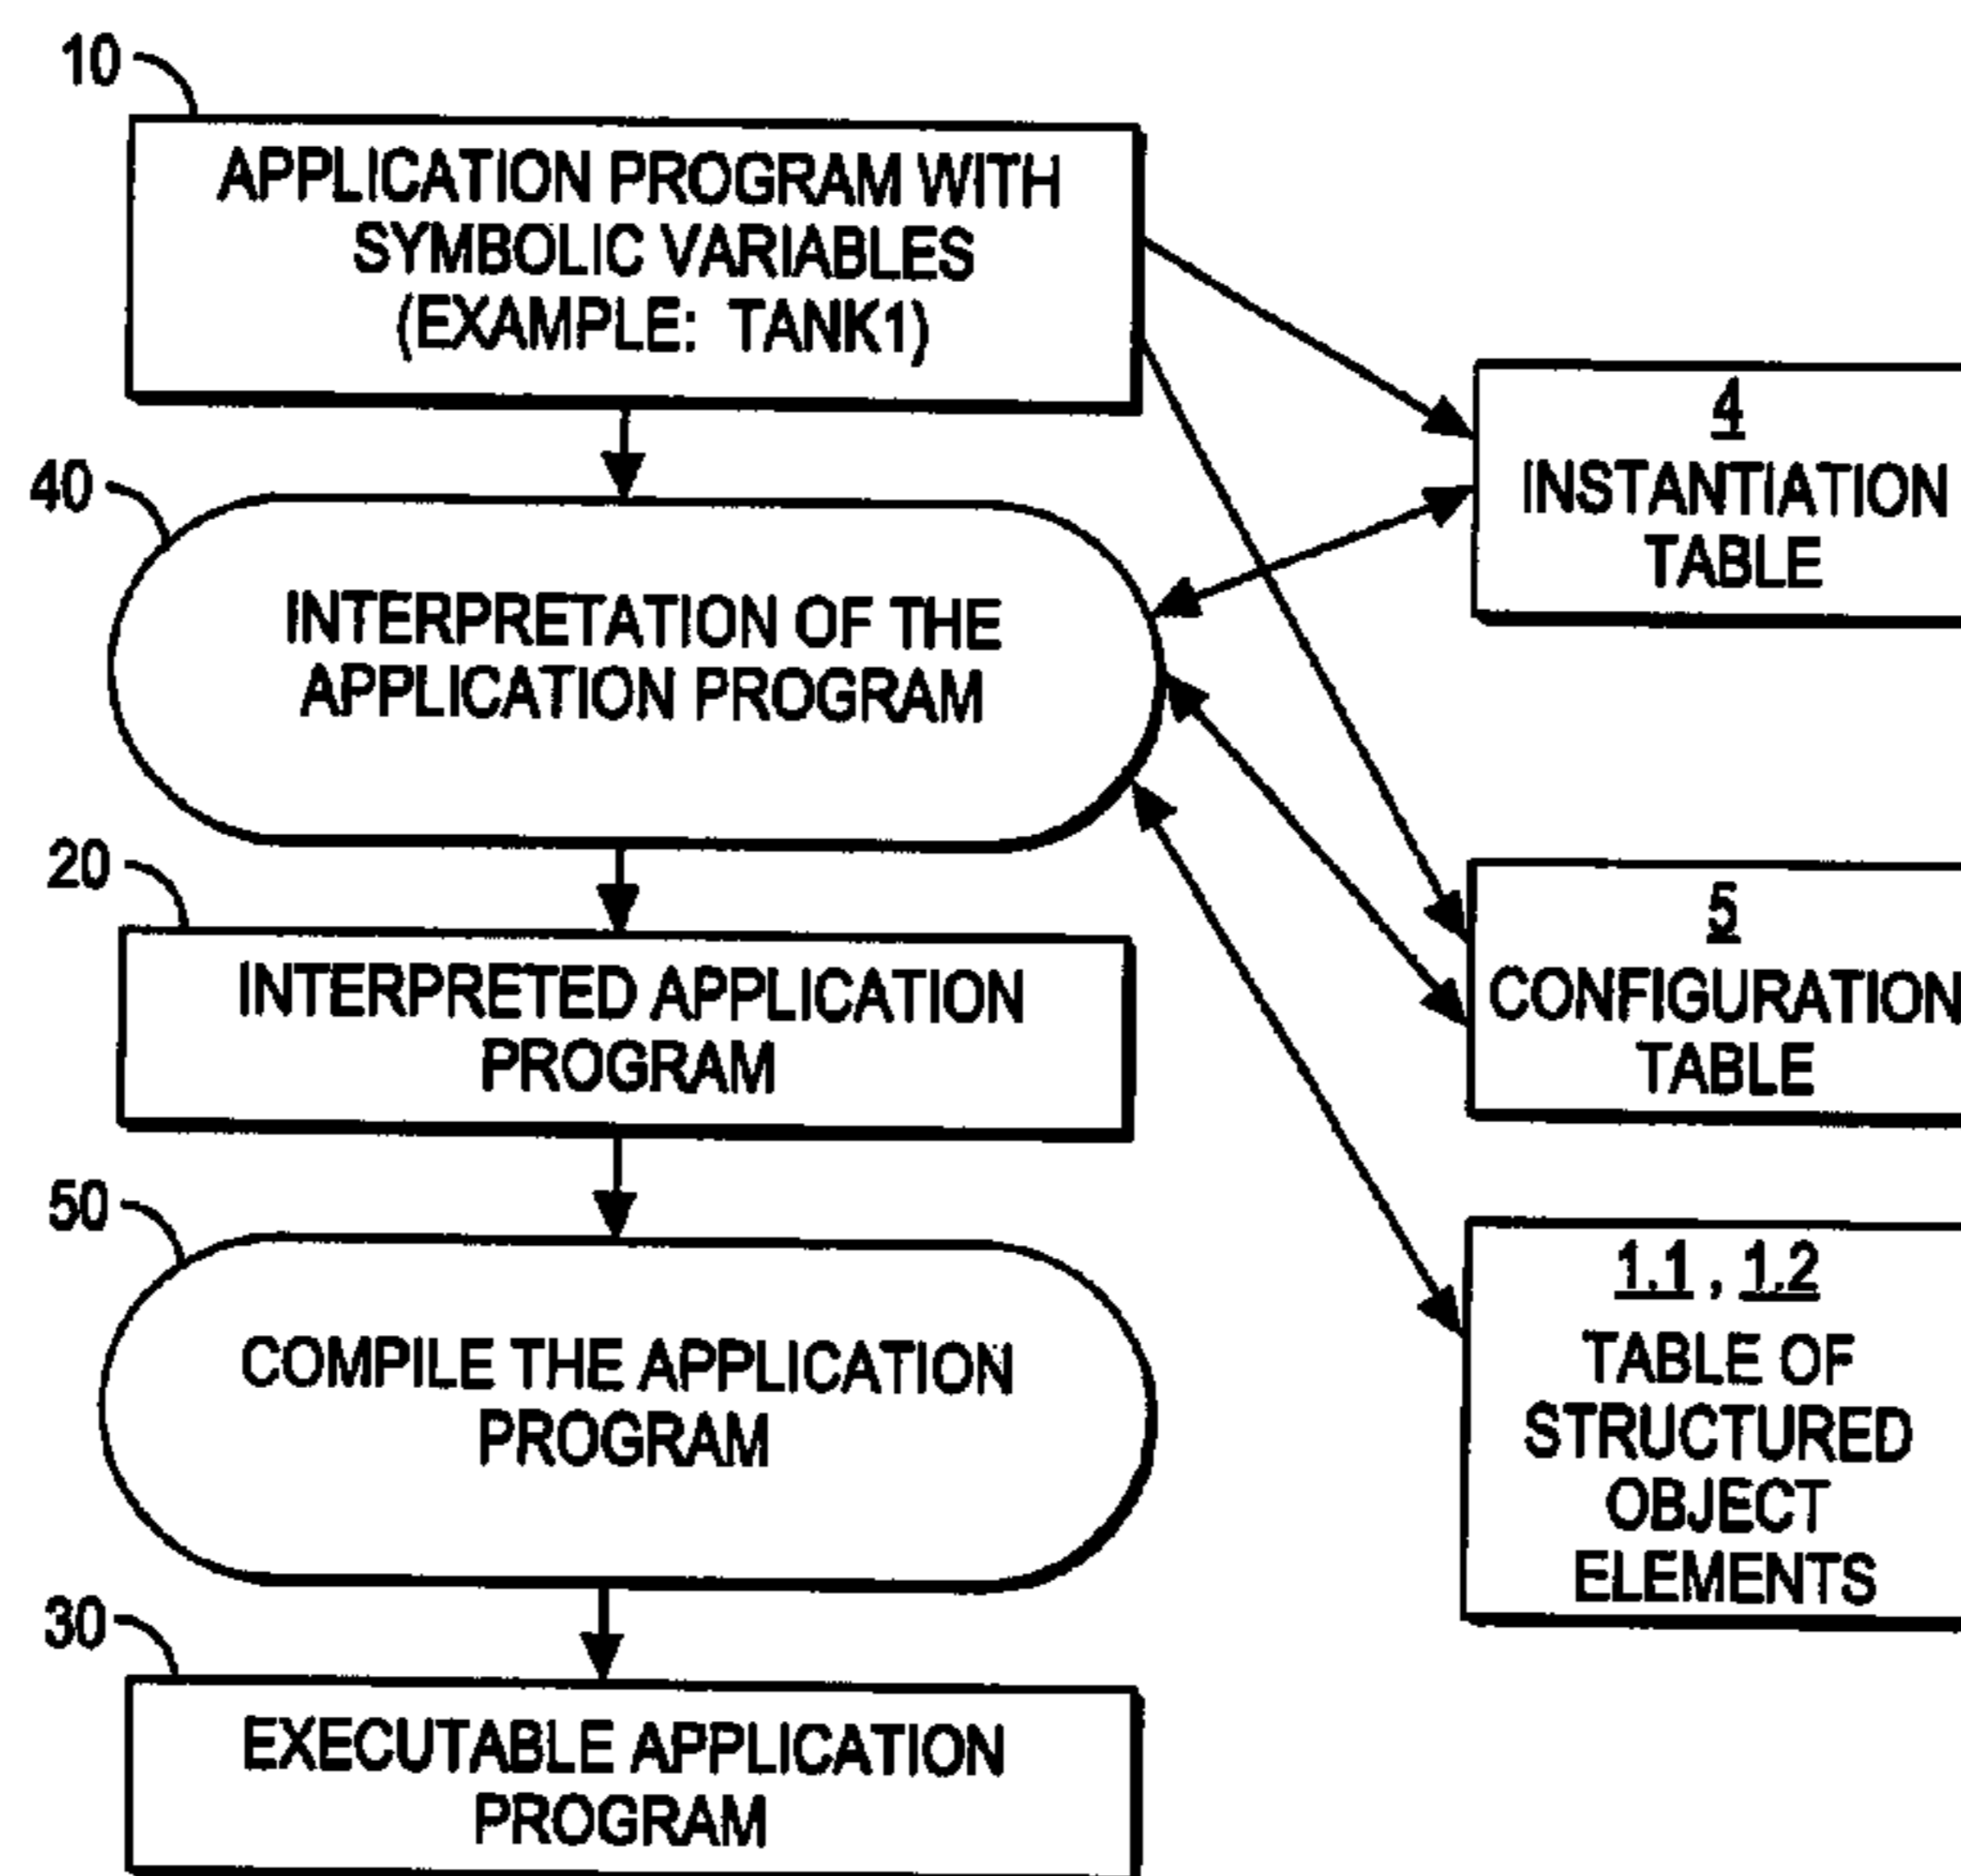 10
APPLICATION PROGRAM WITH
SYMBOLIC VARIABLES
(EXAMPLE: TANK1)
4
INSTANTIATION
TABLE
40
INTERPRETATION OF THE
APPLICATION PROGRAM
20
INTERPRETED APPLICATION
PROGRAM
5
CONFIGURATION
TABLE
50
COMPILE THE APPLICATION
PROGRAM
1.1 , 1.2
TABLE OF
STRUCTURED
OBJECT
ELEMENTS
30
EXECUTABLE APPLICATION
PROGRAM